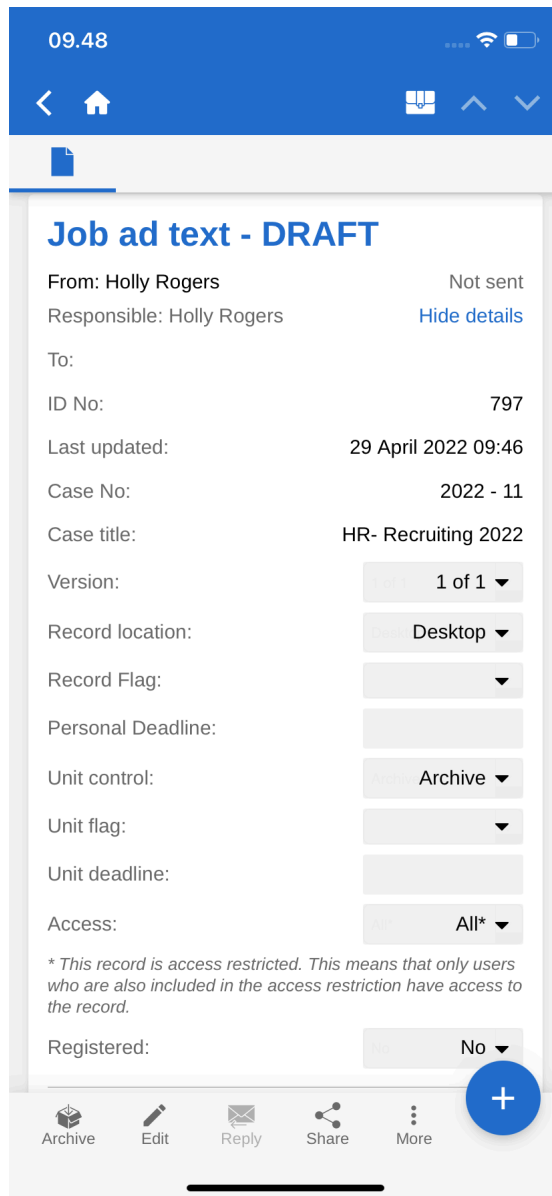 09.48
Job ad text - DRAFT
From: Holly Rogers Not sent
Responsible: Holly Rogers Hide details
To:
ID No: 797
Last updated: 29 April 2022 09:46
Case No: 2022 - 11
Case title: HR- Recruiting 2022
Version: 1 of 1
Record location: Desktop
Record Flag:
Personal Deadline:
Unit control: Archive
Unit flag:
Unit deadline:
Access: All*
* This record is access restricted. This means that only users
who are also included in the access restriction have access to
the record.
Registered: No
Archive Edit Reply Share More